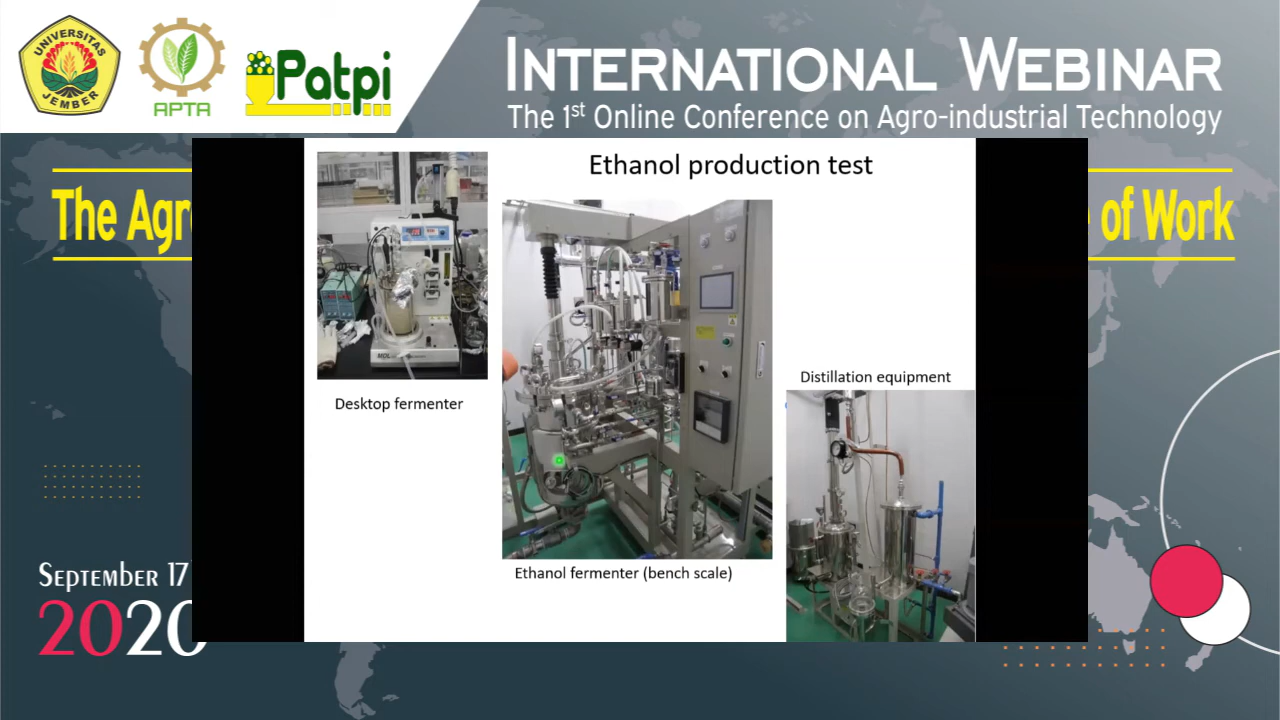 UNIVERSITAS
JEMBER
APTA
Patpi
INTERNATIONAL WEBINAR
The 1st Online Conference on Agro-industrial Technology
The Agr
of Work
Ethanol production test
Desktop fermenter
Distillation equipment
Ethanol fermenter (bench scale)
SEPTEMBER 17
2020